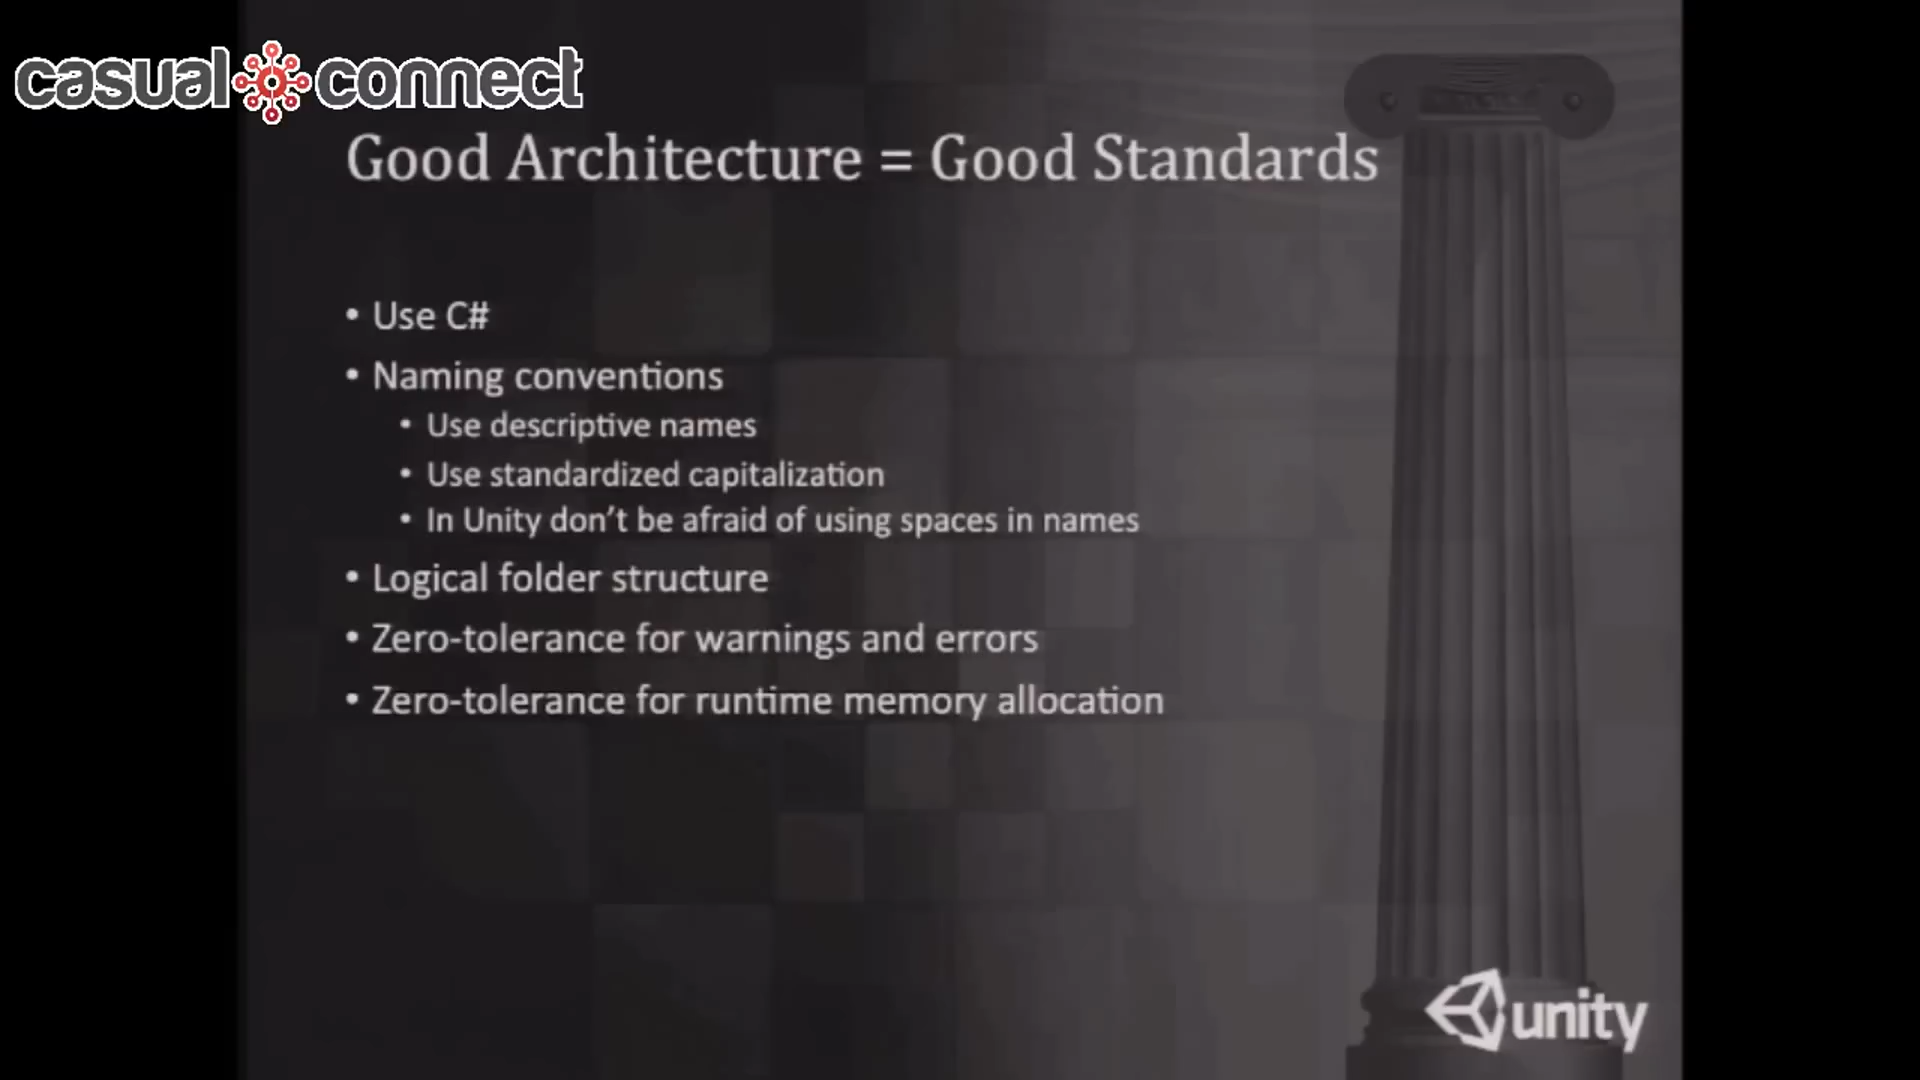 casual connect
Good Architecture = Good Standards
• Use C#
• Naming conventions
• Use descriptive names
• Use standardized capitalization
• In Unity don’t be afraid of using spaces in names
• Logical folder structure
• Zero-tolerance for warnings and errors
• Zero-tolerance for runtime memory allocation
unity